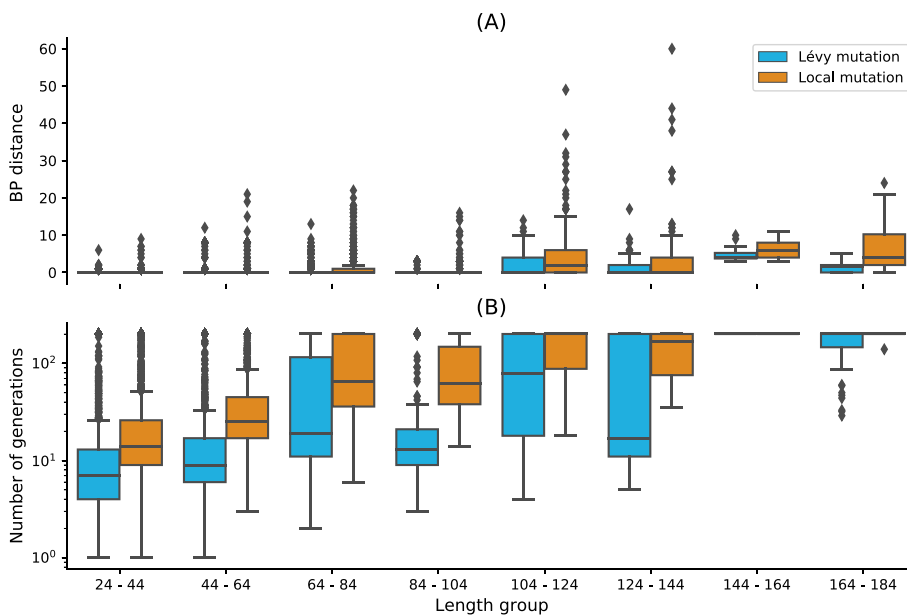 (A)
60
50
40
30
20
10
0
BP distance
Lévy mutation
Local mutation
(B)
10²
10¹
10⁰
Number of generations
24 - 44
44 - 64
64 - 84
84 - 104
104 - 124
124 - 144
144 - 164
164 - 184
Length group